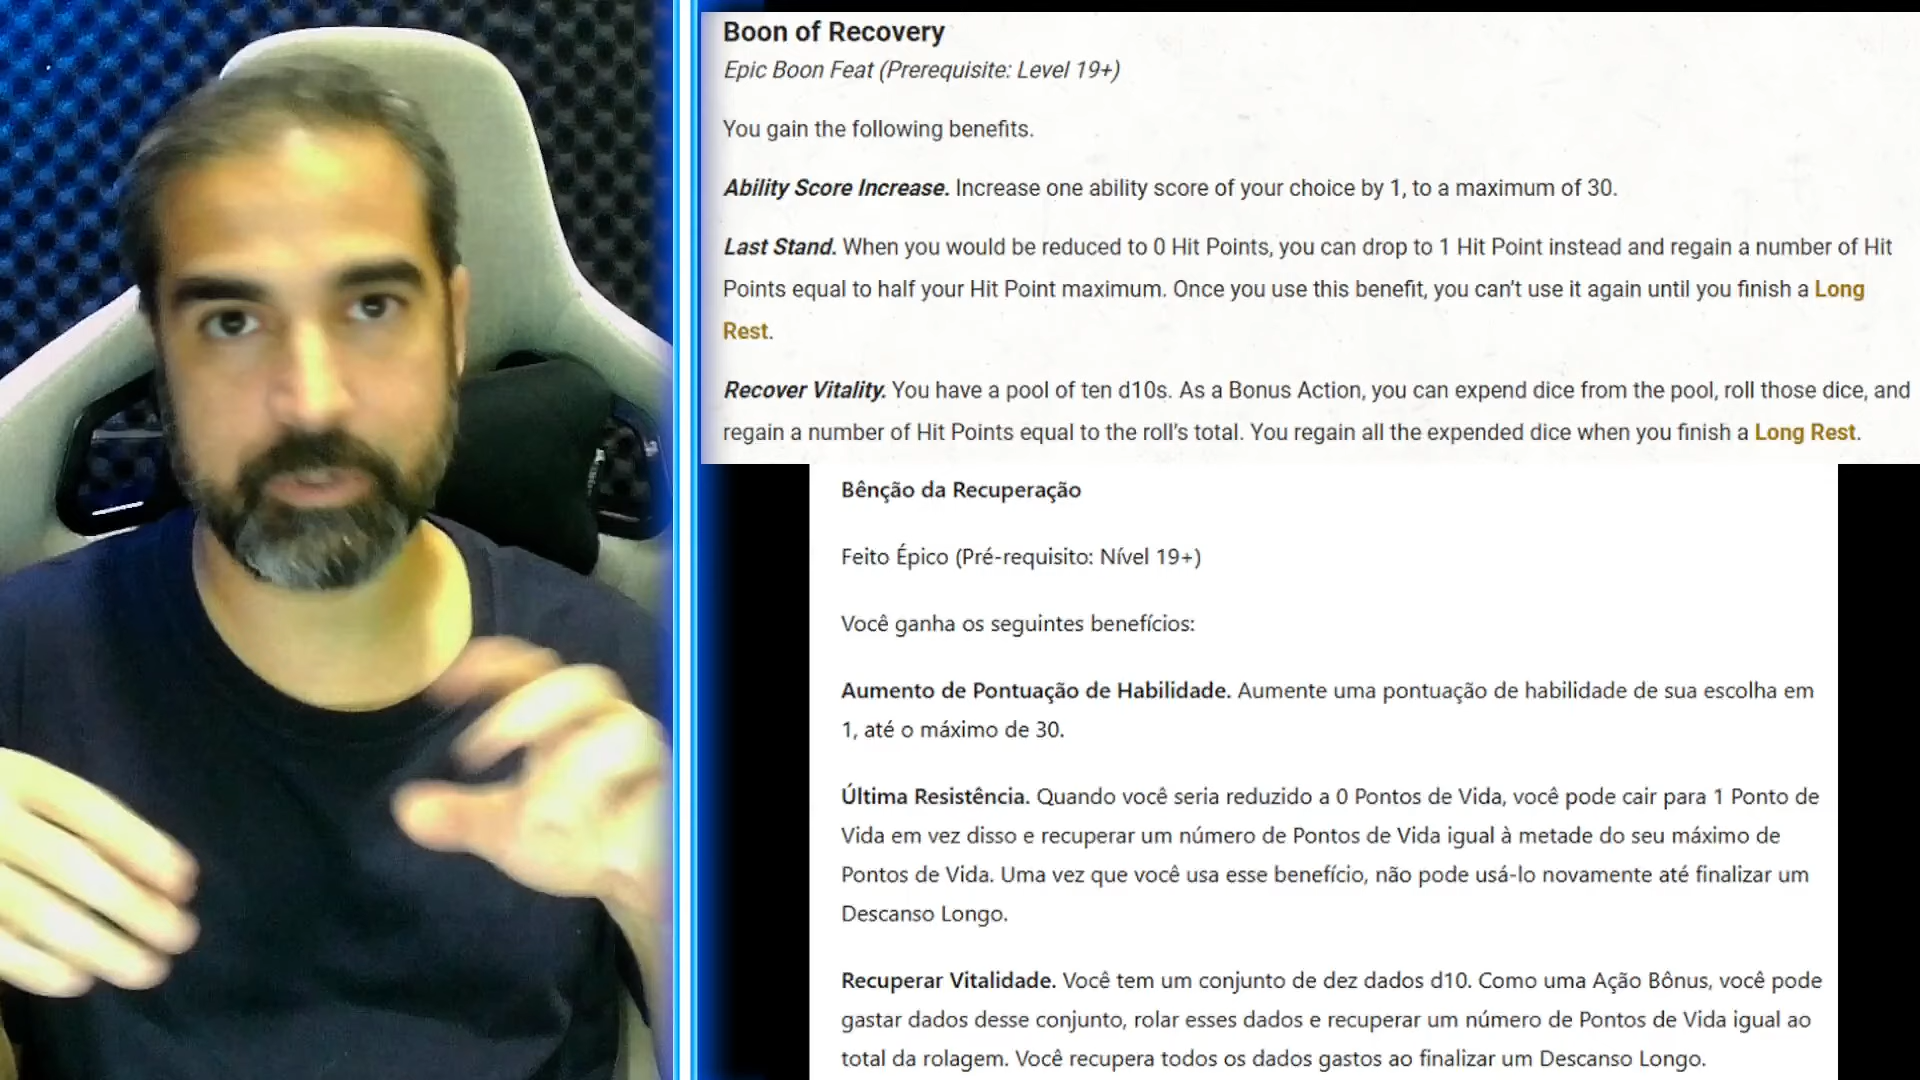 Boon of Recovery
Epic Boon Feat (Prerequisite: Level 19+)
You gain the following benefits.
Ability Score Increase. Increase one ability score of your choice by 1, to a maximum of 30.
Last Stand. When you would be reduced to 0 Hit Points, you can drop to 1 Hit Point instead and regain a number of Hit
Points equal to half your Hit Point maximum. Once you use this benefit, you can’t use it again until you finish a Long
Rest.
Recover Vitality. You have a pool of ten d10s. As a Bonus Action, you can expend dice from the pool, roll those dice, and
regain a number of Hit Points equal to the roll’s total. You regain all the expended dice when you finish a Long Rest.
Bênção da Recuperação
Feito Épico (Pré-requisito: Nível 19+)
Você ganha os seguintes benefícios:
Aumento de Pontuação de Habilidade. Aumente uma pontuação de habilidade de sua escolha em
1, até o máximo de 30.
Última Resistência. Quando você seria reduzido a 0 Pontos de Vida, você pode cair para 1 Ponto de
Vida em vez disso e recuperar um número de Pontos de Vida igual à metade do seu máximo de
Pontos de Vida. Uma vez que você usa esse benefício, não pode usá-lo novamente até finalizar um
Descanso Longo.
Recuperar Vitalidade. Você tem um conjunto de dez dados d10. Como uma Ação Bônus, você pode
gastar dados desse conjunto, rolar esses dados e recuperar um número de Pontos de Vida igual ao
total da rolagem. Você recupera todos os dados gastos ao finalizar um Descanso Longo.